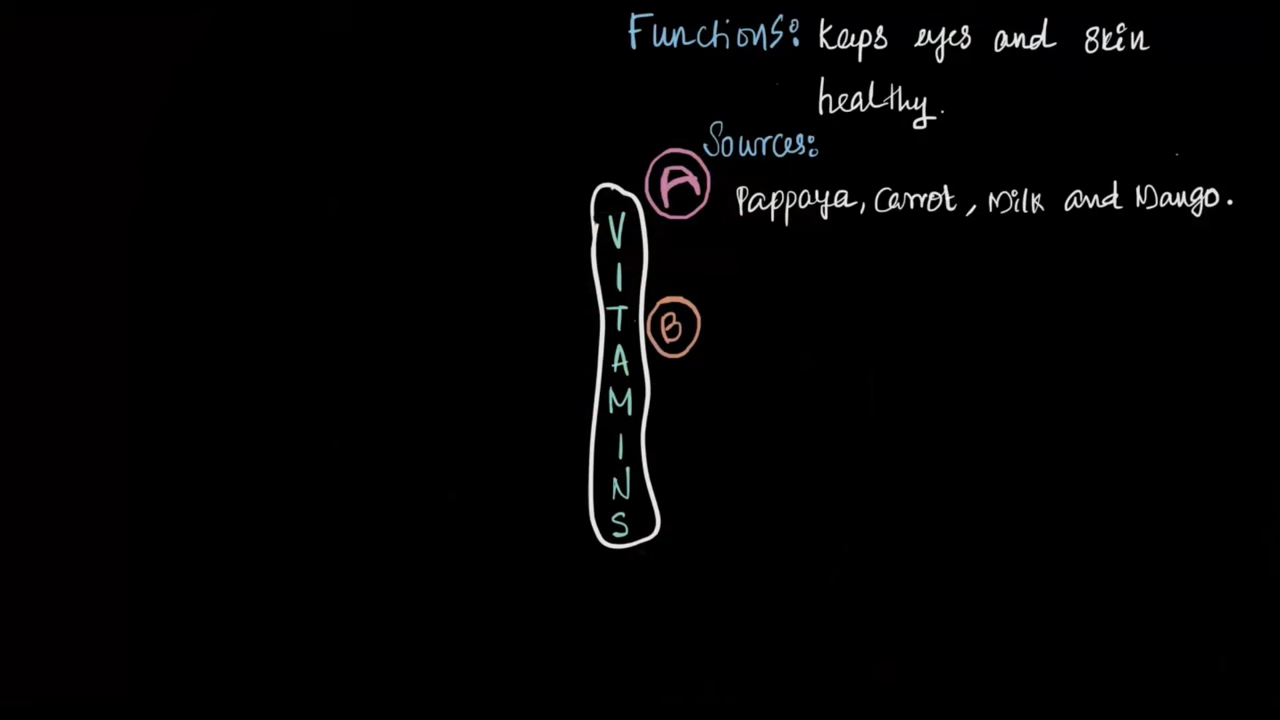 Functions: Keeps eyes and skin
healthy.
Sources:
A
Pappaya, Carrot, Milk and Mango.
VITAMINS
B